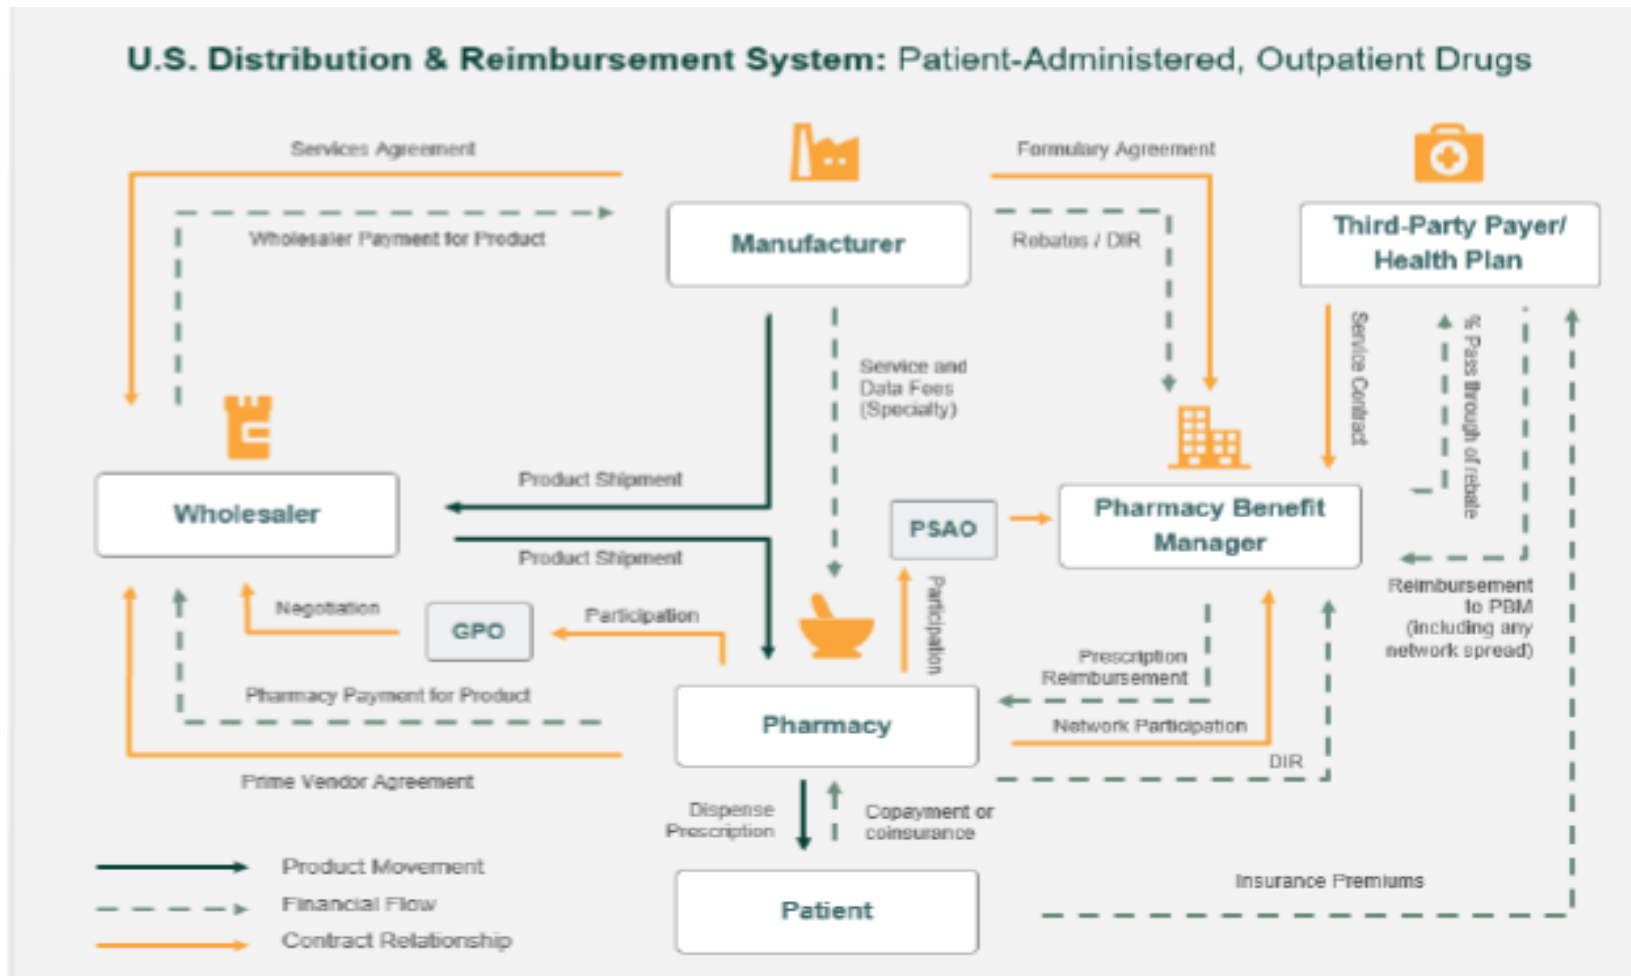 U.S. Distribution & Reimbursement System: Patient-Administered, Outpatient Drugs
Services Agreement
Formulary Agreement
Wholesaler Payment for Product
Manufacturer
Rebates / DIR
Third-Party Payer/
Health Plan
Service and
Data Fees
(Specialty)
Service Contract
% Pass through of rebate
Product Shipment
Wholesaler
PSAO
Pharmacy Benefit
Manager
Product Shipment
Negotiation
GPO
Participation
Participation
Reimbursement
to PBM
(including any
network spread)
Prescription
Reimbursement
Pharmacy Payment for Product
Pharmacy
Network Participation
DIR
Prime Vendor Agreement
Dispense
Prescription
Copayment or
coinsurance
Product Movement
Financial Flow
Contract Relationship
Patient
Insurance Premiums